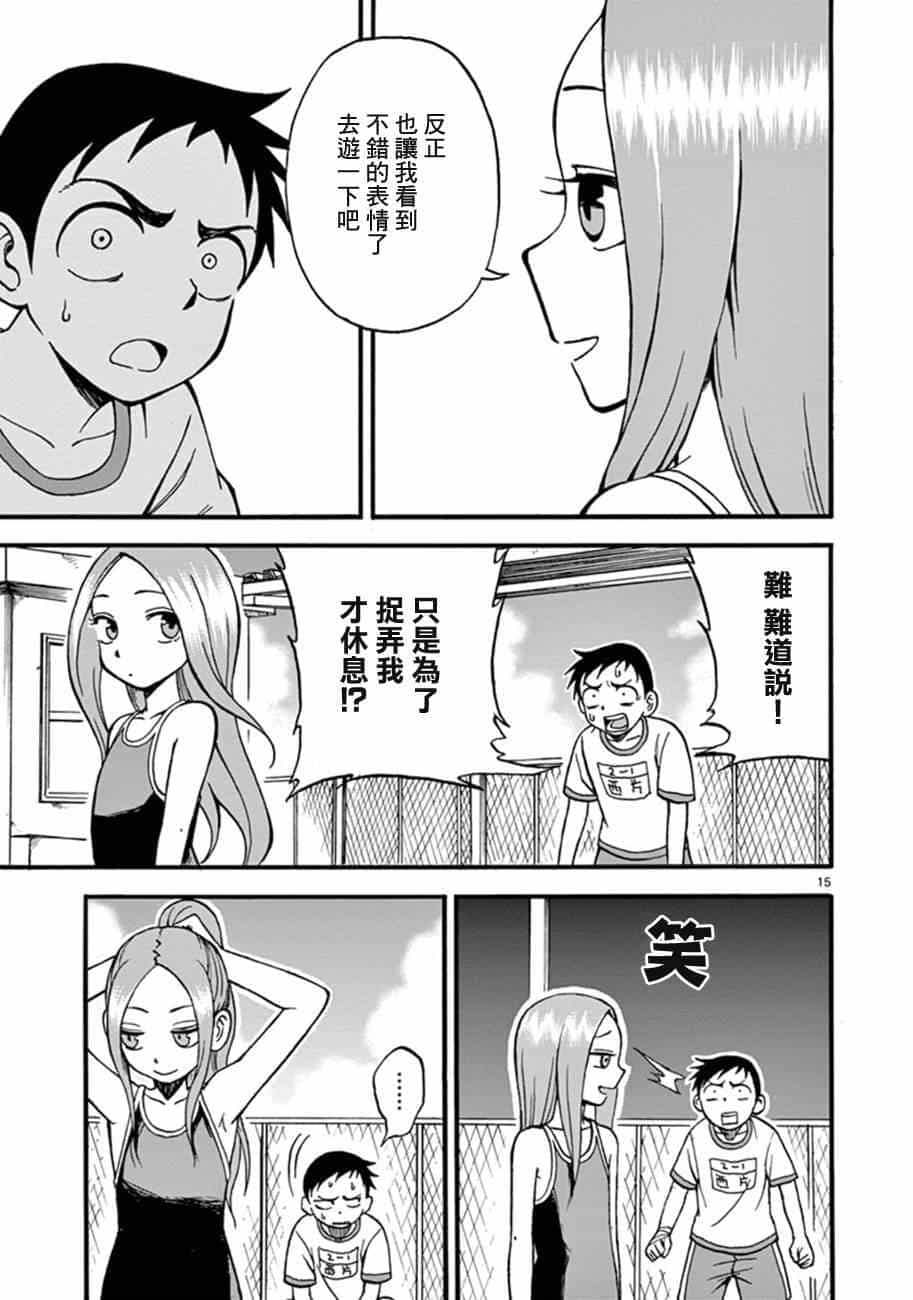 反正
也讓我看到
不錯的表情了
去遊一下吧
難 難道説！
只是為了
捉弄我
才休息!?
2-1
西片
15
笑
2-1
西片
……
2-1
西片